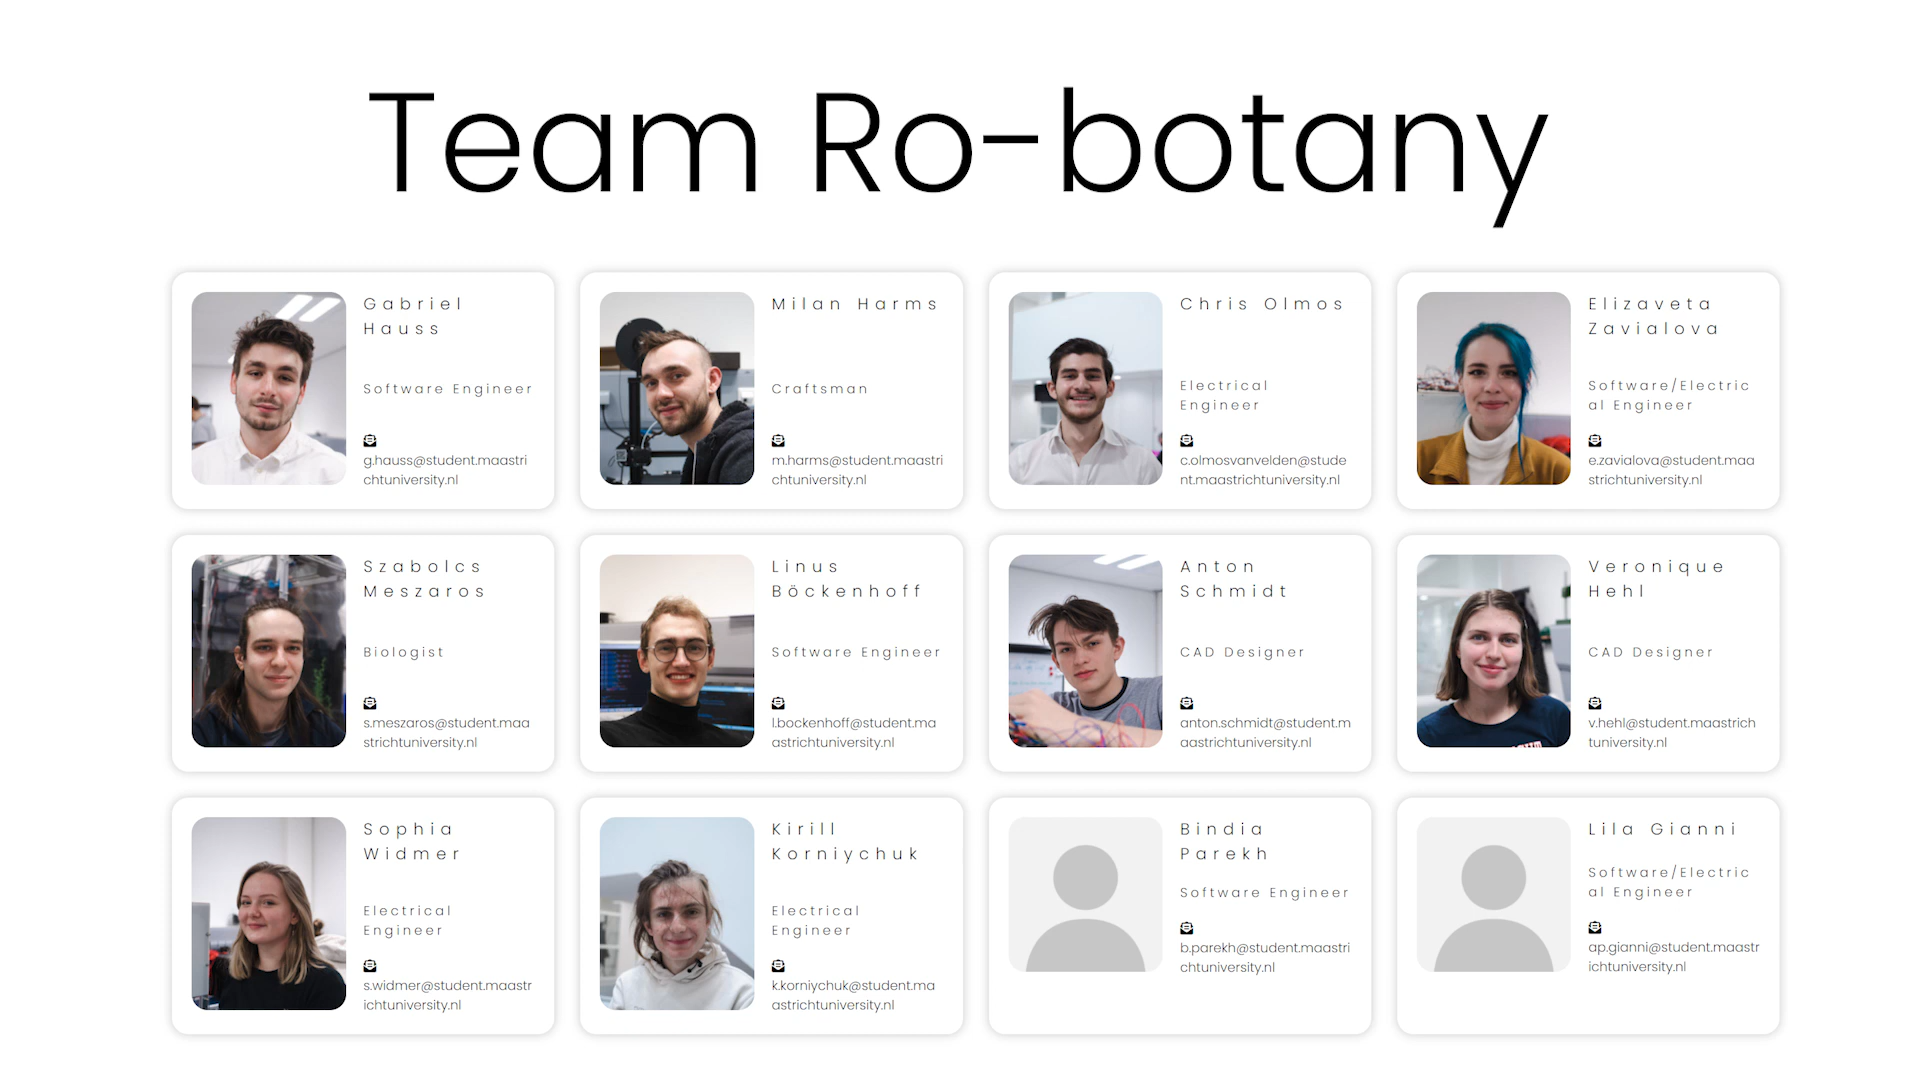 Team Ro-botany
Gabriel
Hauss
Software Engineer
g.hauss@student.maastri
chtuniversity.nl
Milan Harms
Craftsman
m.harms@student.maastri
chtuniversity.nl
Chris Olmos
Electrical
Engineer
c.olmosvanvelden@stude
nt.maastrichtuniversity.nl
Elizaveta
Zavialova
Software/Electric
al Engineer
e.zavialova@student.maa
strichtuniversity.nl
Szabolcs
Meszaros
Biologist
s.meszaros@student.maa
strichtuniversity.nl
Linus
Böckenhoff
Software Engineer
l.bockenhoff@student.ma
astrichtuniversity.nl
Anton
Schmidt
CAD Designer
anton.schmidt@student.m
aastrichtuniversity.nl
Veronique
Hehl
CAD Designer
v.hehl@student.maastrich
tuniversity.nl
Sophia
Widmer
Electrical
Engineer
s.widmer@student.maastr
ichtuniversity.nl
Kirill
Korniychuk
Electrical
Engineer
k.korniychuk@student.ma
astrichtuniversity.nl
Bindia
Parekh
Software Engineer
b.parekh@student.maastri
chtuniversity.nl
Lila Gianni
Software/Electric
al Engineer
ap.gianni@student.maastr
ichtuniversity.nl